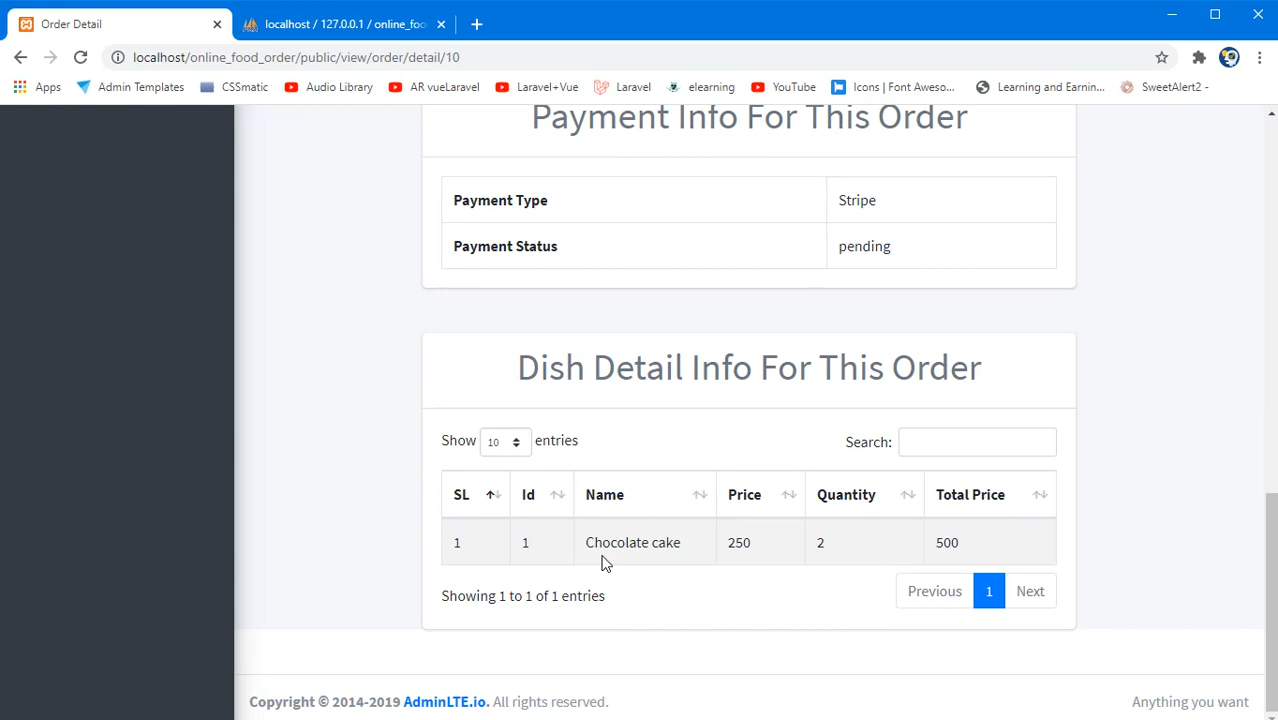 Order Detail
localhost / 127.0.0.1 / online_foo
localhost/online_food_order/public/view/order/detail/10
Apps Admin Templates CSSmatic Audio Library AR vueLaravel Laravel+Vue Laravel elearning YouTube Icons | Font Aweso... Learning and Earnin... SweetAlert2 -
Payment Info For This Order
Payment Type Stripe
Payment Status pending
Dish Detail Info For This Order
Show 10 entries Search:
SL Id Name Price Quantity Total Price
1 1 Chocolate cake 250 2 500
Showing 1 to 1 of 1 entries Previous 1 Next
Copyright © 2014-2019 AdminLTE.io. All rights reserved. Anything you want